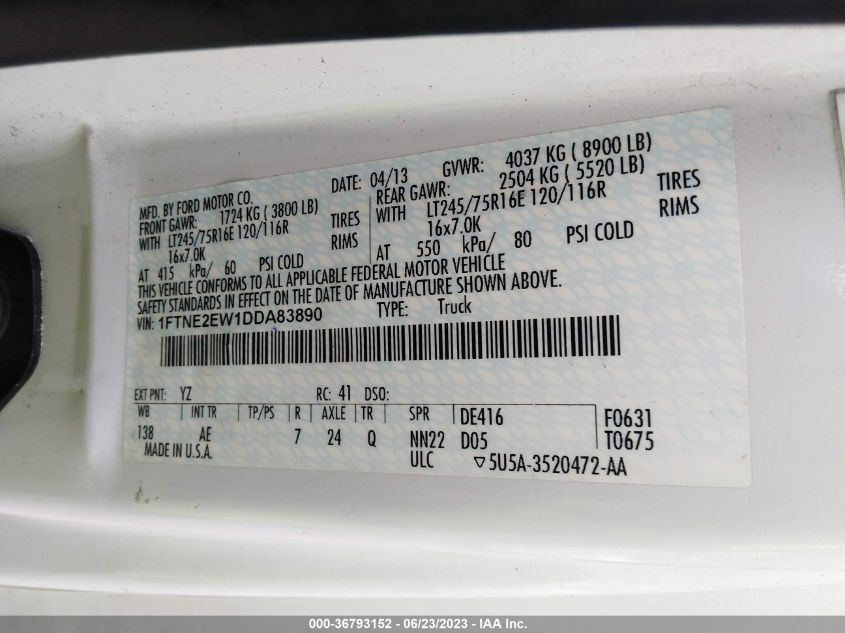 MFD. BY FORD MOTOR CO.
DATE: 04/13 GVWR: 4037 KG ( 8900 LB)
FRONT GAWR: 1724 KG ( 3800 LB)
REAR GAWR: 2504 KG ( 5520 LB)
WITH LT245/75R16E 120/116R TIRES
WITH LT245/75R16E 120/116R TIRES
16x7.0K RIMS
16x7.0K RIMS
AT 415 kPa/ 60 PSI COLD
AT 550 kPa/ 80 PSI COLD
THIS VEHICLE CONFORMS TO ALL APPLICABLE FEDERAL MOTOR VEHICLE
SAFETY STANDARDS IN EFFECT ON THE DATE OF MANUFACTURE SHOWN ABOVE.
VIN: 1FTNE2EW1DDA83890 TYPE: Truck
EXT PNT: YZ RC: 41 DSO:
WB INT TR TP/PS R AXLE TR SPR DE416 F0631
138 AE 7 24 Q NN22 D05 T0675
MADE IN U.S.A. ULC ▽5U5A-3520472-AA
000-36793152 - 06/23/2023 - IAA Inc.